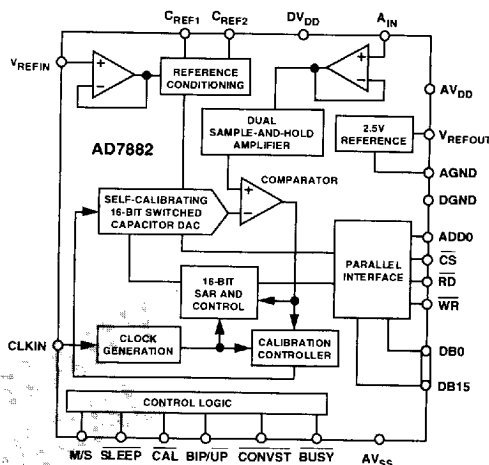 CREF1 CREF2 DVDD AIN
VREFIN
REFERENCE
CONDITIONING
AVDD
DUAL
SAMPLE-AND-HOLD
AMPLIFIER
2.5V
REFERENCE
VREFOUT
AD7882
AGND
COMPARATOR
DGND
SELF-CALIBRATING
16-BIT SWITCHED
CAPACITOR DAC
ADD0
PARALLEL
INTERFACE
CS
RD
WR
16-BIT
SAR AND
CONTROL
CLKIN
CLOCK
GENERATION
CALIBRATION
CONTROLLER
DB0
DB15
CONTROL LOGIC
M/S SLEEP CAL BIP/UP CONVST BUSY AVSS